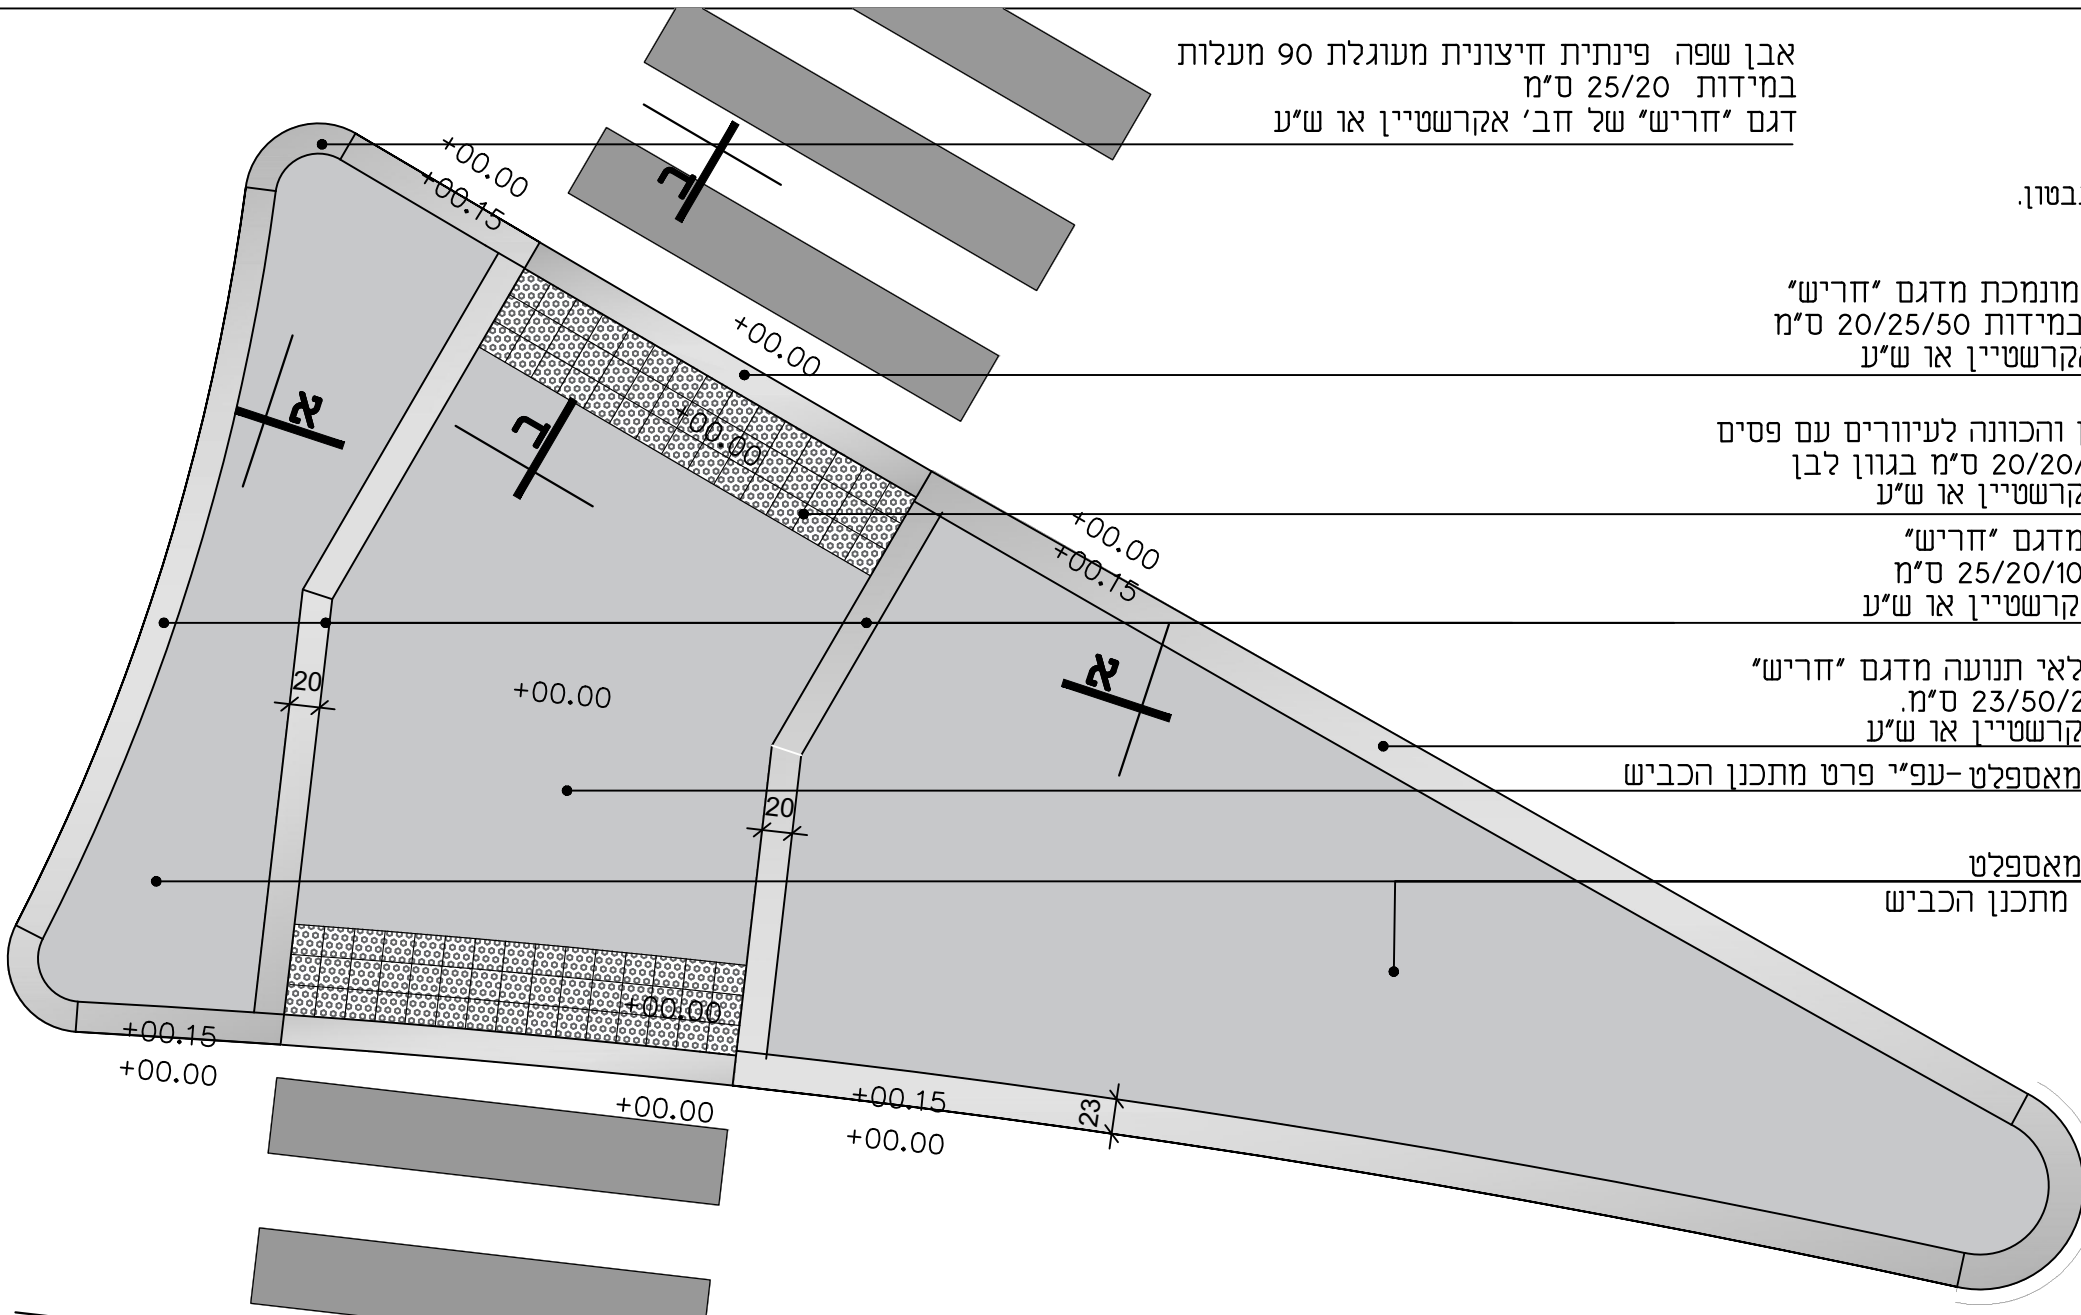 אבן שפה פינתית חיצונית מעוגלת 90 מעלות
במידות 25/20 ס"מ
דגם "חריש" של חב' אקרשטיין או ש"ע
בטון.
מונמכת מדגם "חריש"
במידות 20/25/50 ס"מ
אקרשטיין או ש"ע
והכוונה לעיוורים עם פסים
20/20/ ס"מ בגוון לבן
קרשטיין או ש"ע
מדגם "חריש"
25/20/10 ס"מ
קרשטיין או ש"ע
לאי תנועה מדגם "חריש"
23/50/2 ס"מ.
קרשטיין או ש"ע
מאספלט -עפ"י פרט מתכנן הכביש
מאספלט
מתכנן הכביש
+00.00
+00.15
ד
+00.00
א
ד
+00.00
+00.00
+00.15
א
20
+00.00
20
+00.00
+00.15
+00.00
+00.00
+00.15
+00.00
23